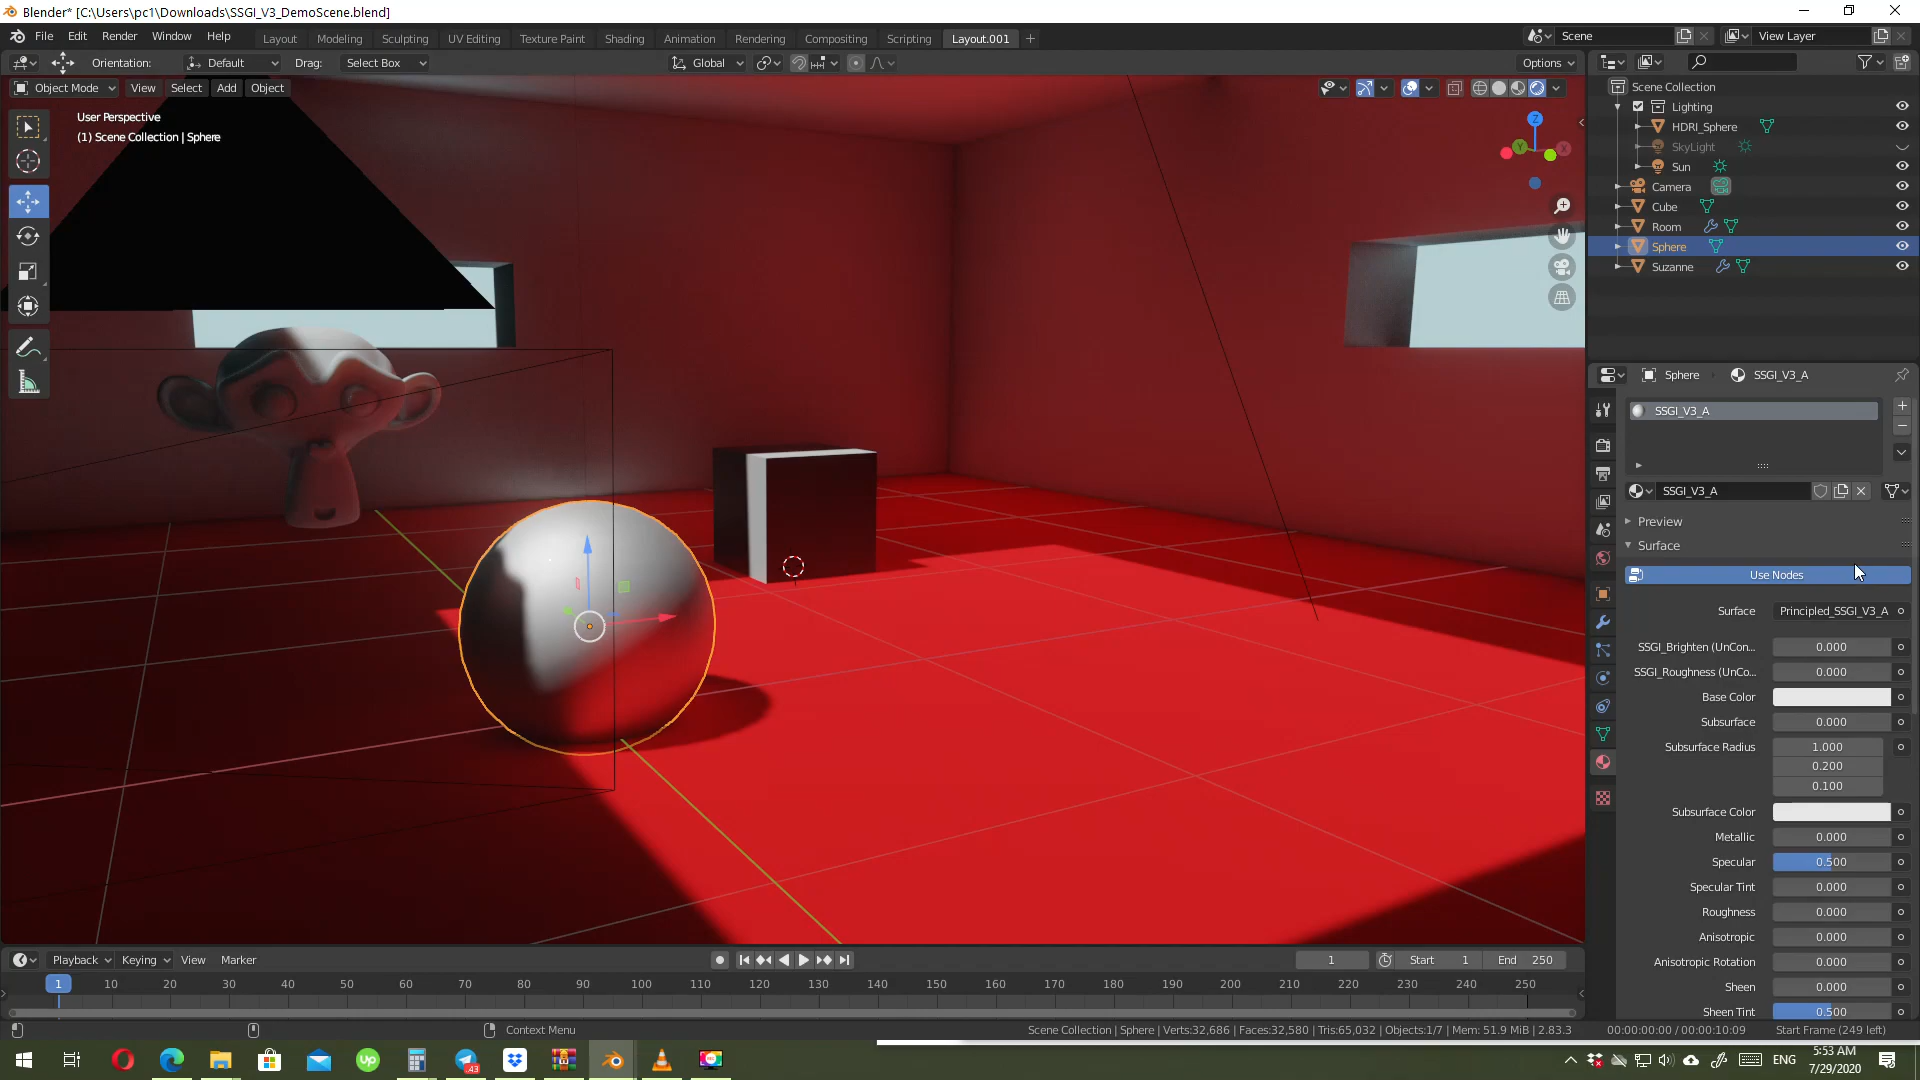 Blender* [C:\Users\pc1\Downloads\SSGI_V3_DemoScene.blend]
File Edit Render Window Help
Layout Modeling Sculpting UV Editing Texture Paint Shading Animation Rendering Compositing Scripting Layout.001 +
Scene
View Layer
Orientation: Default Drag: Select Box
Global
Options
Object Mode View Select Add Object
User Perspective
(1) Scene Collection | Sphere
Z
Y
X
Scene Collection
Lighting
HDRI_Sphere
SkyLight
Sun
Camera
Cube
Room
Sphere
Suzanne
Sphere SSGI_V3_A
SSGI_V3_A
SSGI_V3_A
Preview
Surface
Use Nodes
Surface Principled_SSGI_V3_A
SSGI_Brighten (UnCon... 0.000
SSGI_Roughness (UnCo... 0.000
Base Color
Subsurface 0.000
Subsurface Radius 1.000
0.200
0.100
Subsurface Color
Metallic 0.000
Specular 0.500
Specular Tint 0.000
Roughness 0.000
Anisotropic 0.000
Anisotropic Rotation 0.000
Sheen 0.000
Sheen Tint 0.500
Playback Keying View Marker
1 Start 1 End 250
1 10 20 30 40 50 60 70 80 90 100 110 120 130 140 150 160 170 180 190 200 210 220 230 240 250
Context Menu
Scene Collection | Sphere | Verts:32,686 | Faces:32,580 | Tris:65,032 | Objects:1/7 | Mem: 51.9 MiB | 2.83.3
00:00:00:00 / 00:00:10:09
Start Frame (249 left)
Up
43
ENG
5:53 AM
7/29/2020